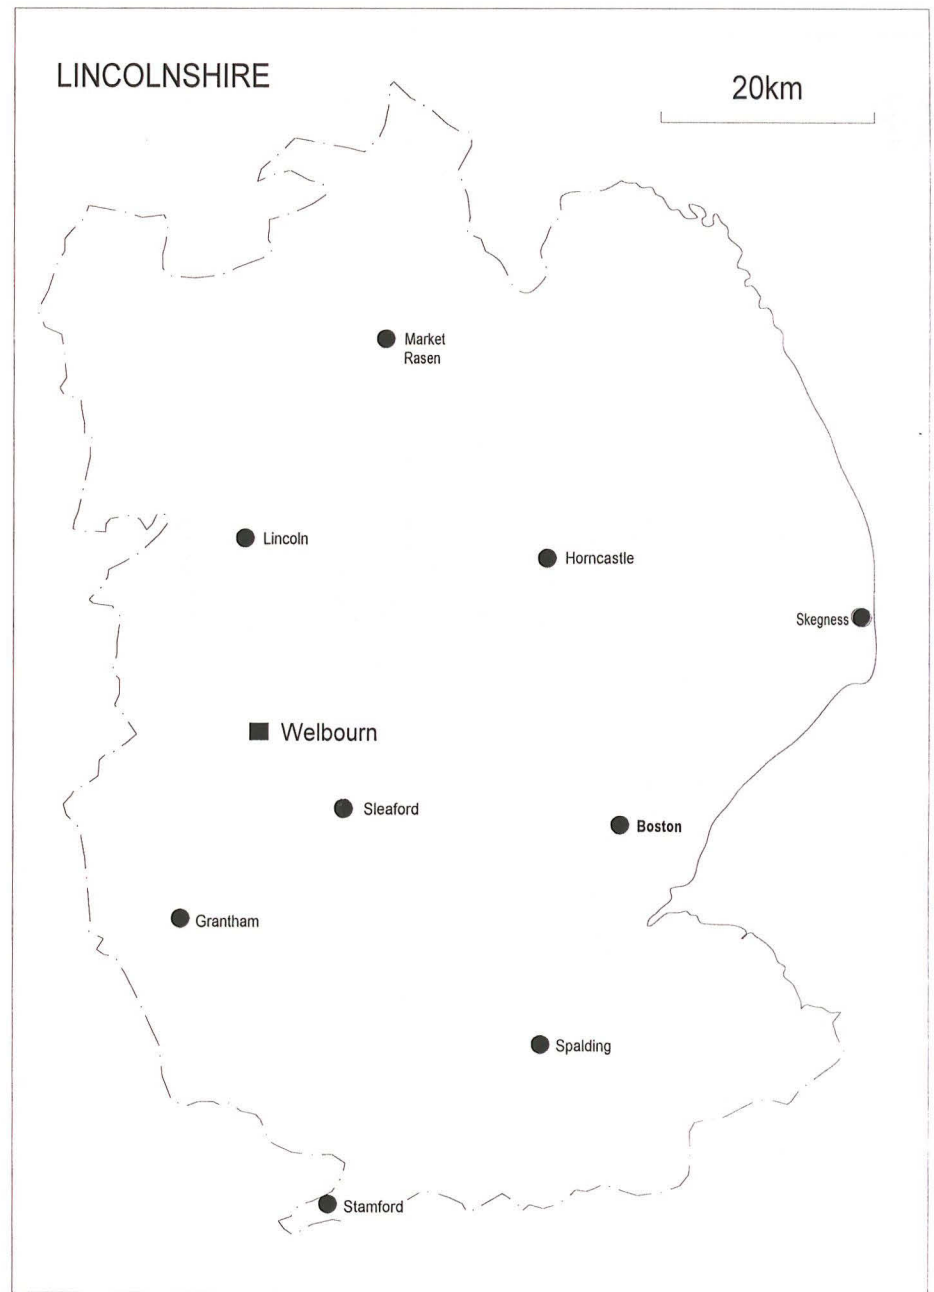 LINCOLNSHIRE
20km
Market
Rasen
Lincoln
Horncastle
Skegness
Welbourn
Sleaford
Boston
Grantham
Spalding
Stamford